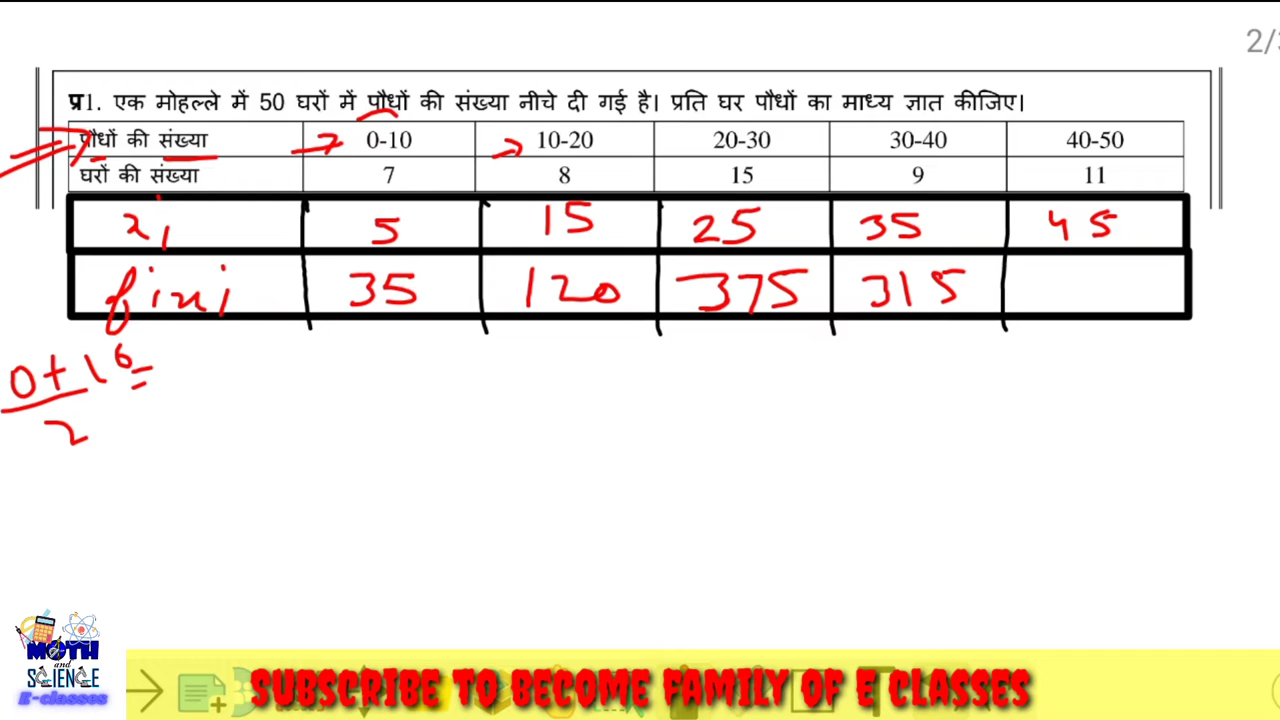 2/3
प्र1. एक मोहल्ले में 50 घरों में पौधों की संख्या नीचे दी गई है। प्रति घर पौधों का माध्य ज्ञात कीजिए।
पौधों की संख्या 0-10 10-20 20-30 30-40 40-50
घरों की संख्या 7 8 15 9 11
xi 5 15 25 35 45
fixi 35 120 375 315
0+10
2
MATH
and
SCIENCE
E-classes
SUBSCRIBE TO BECOME FAMILY OF E CLASSES